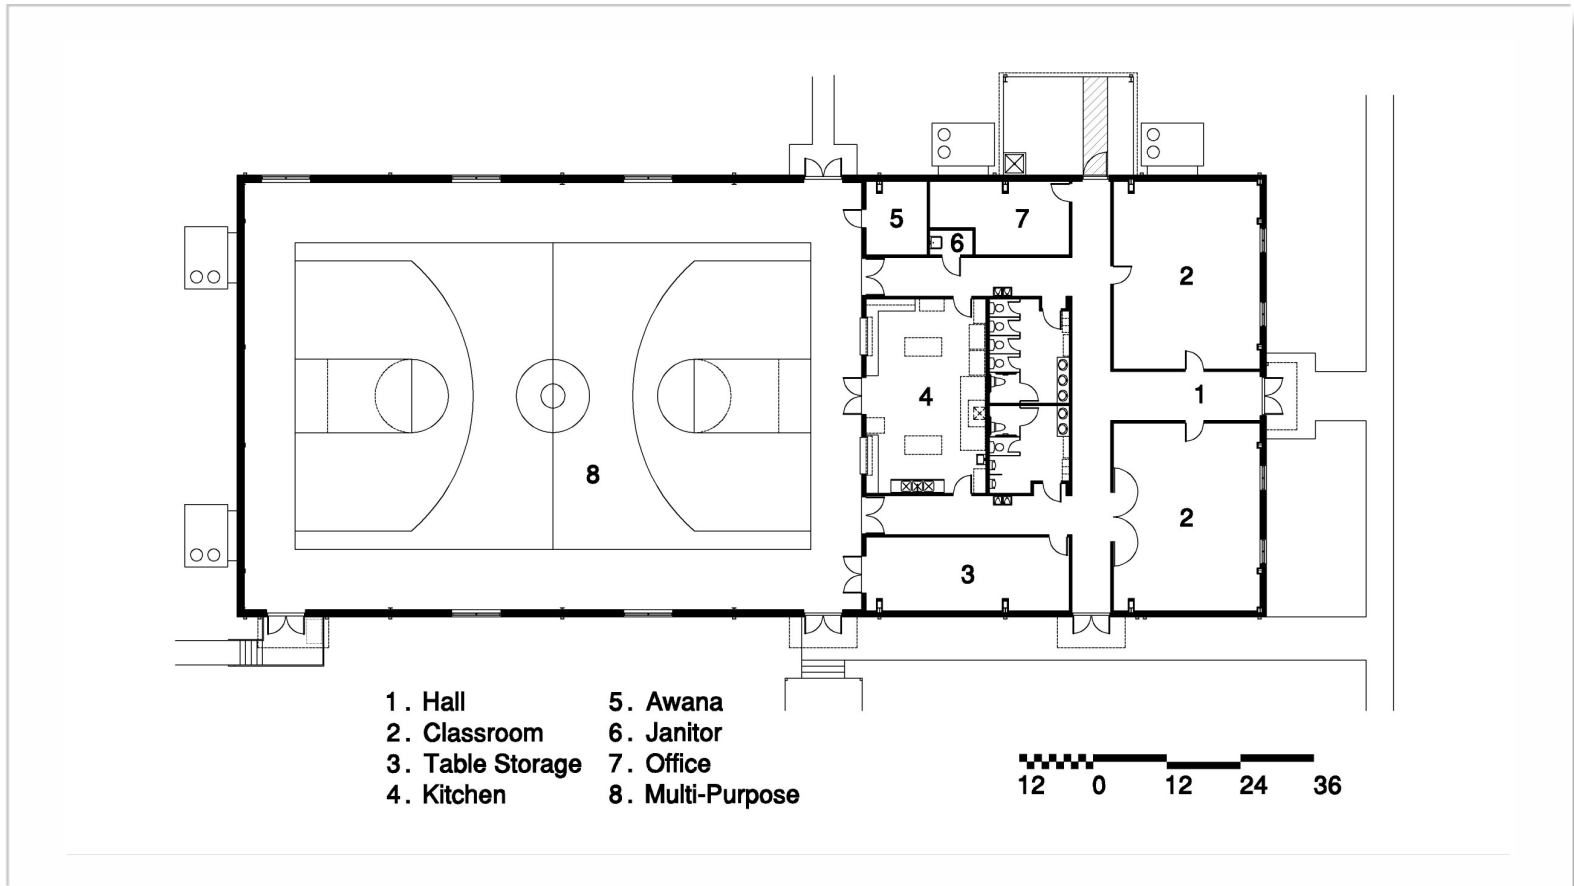 5
7
6
2
1
4
8
2
3
1. Hall
2. Classroom
3. Table Storage
4. Kitchen
5. Awana
6. Janitor
7. Office
8. Multi-Purpose
12 0 12 24 36